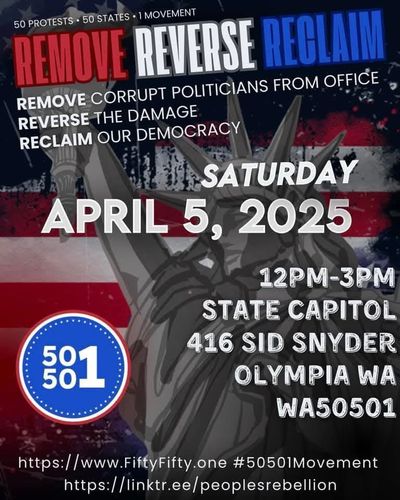 50 PROTESTS • 50 STATES • 1 MOVEMENT
REMOVE REVERSE RECLAIM
REMOVE CORRUPT POLITICIANS FROM OFFICE
REVERSE THE DAMAGE
RECLAIM OUR DEMOCRACY
SATURDAY
APRIL 5, 2025
12PM-3PM
STATE CAPITOL
416 SID SNYDER
OLYMPIA WA
WA50501
50
501
https://www.FiftyFifty.one #50501Movement
https://linktr.ee/peoplesrebellion